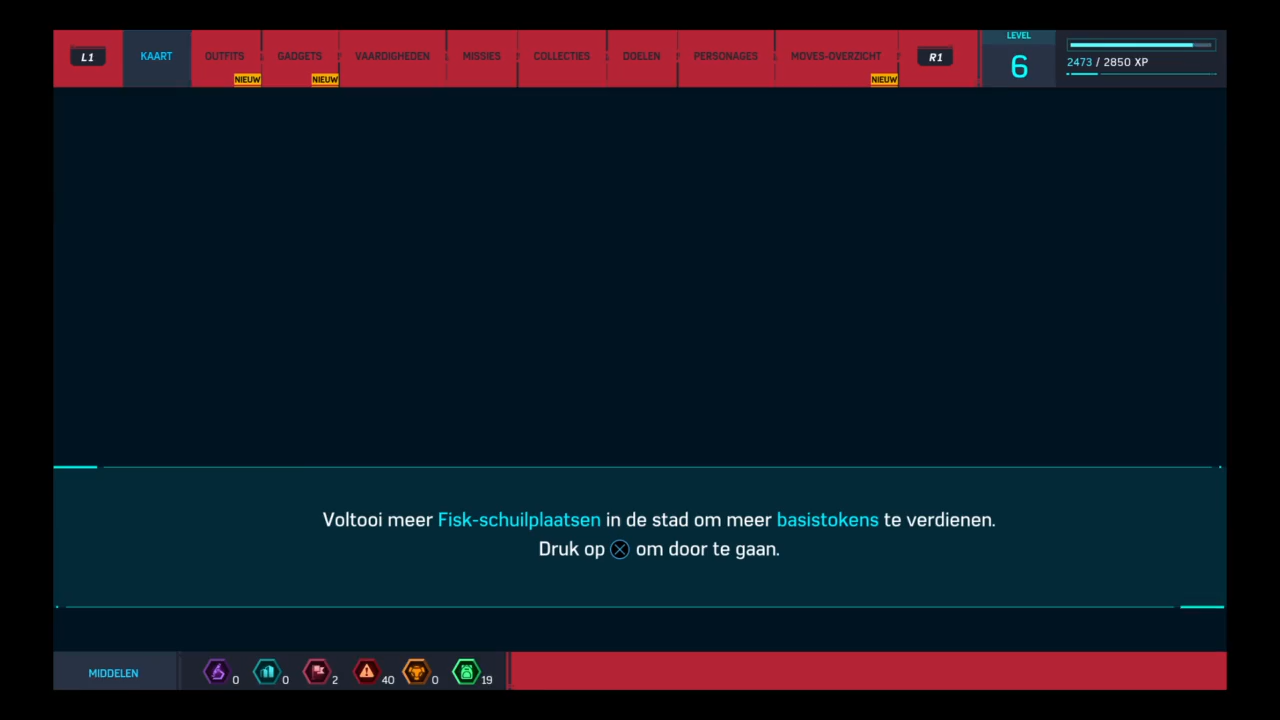 L1 KAART OUTFITS GADGETS VAARDIGHEDEN MISSIES COLLECTIES DOELEN PERSONAGES MOVES-OVERZICHT R1
NIEUW NIEUW NIEUW
LEVEL
6
2473 / 2850 XP
Voltooi meer Fisk-schuilplaatsen in de stad om meer basistokens te verdienen.
Druk op om door te gaan.
MIDDELEN 0 0 2 40 0 19